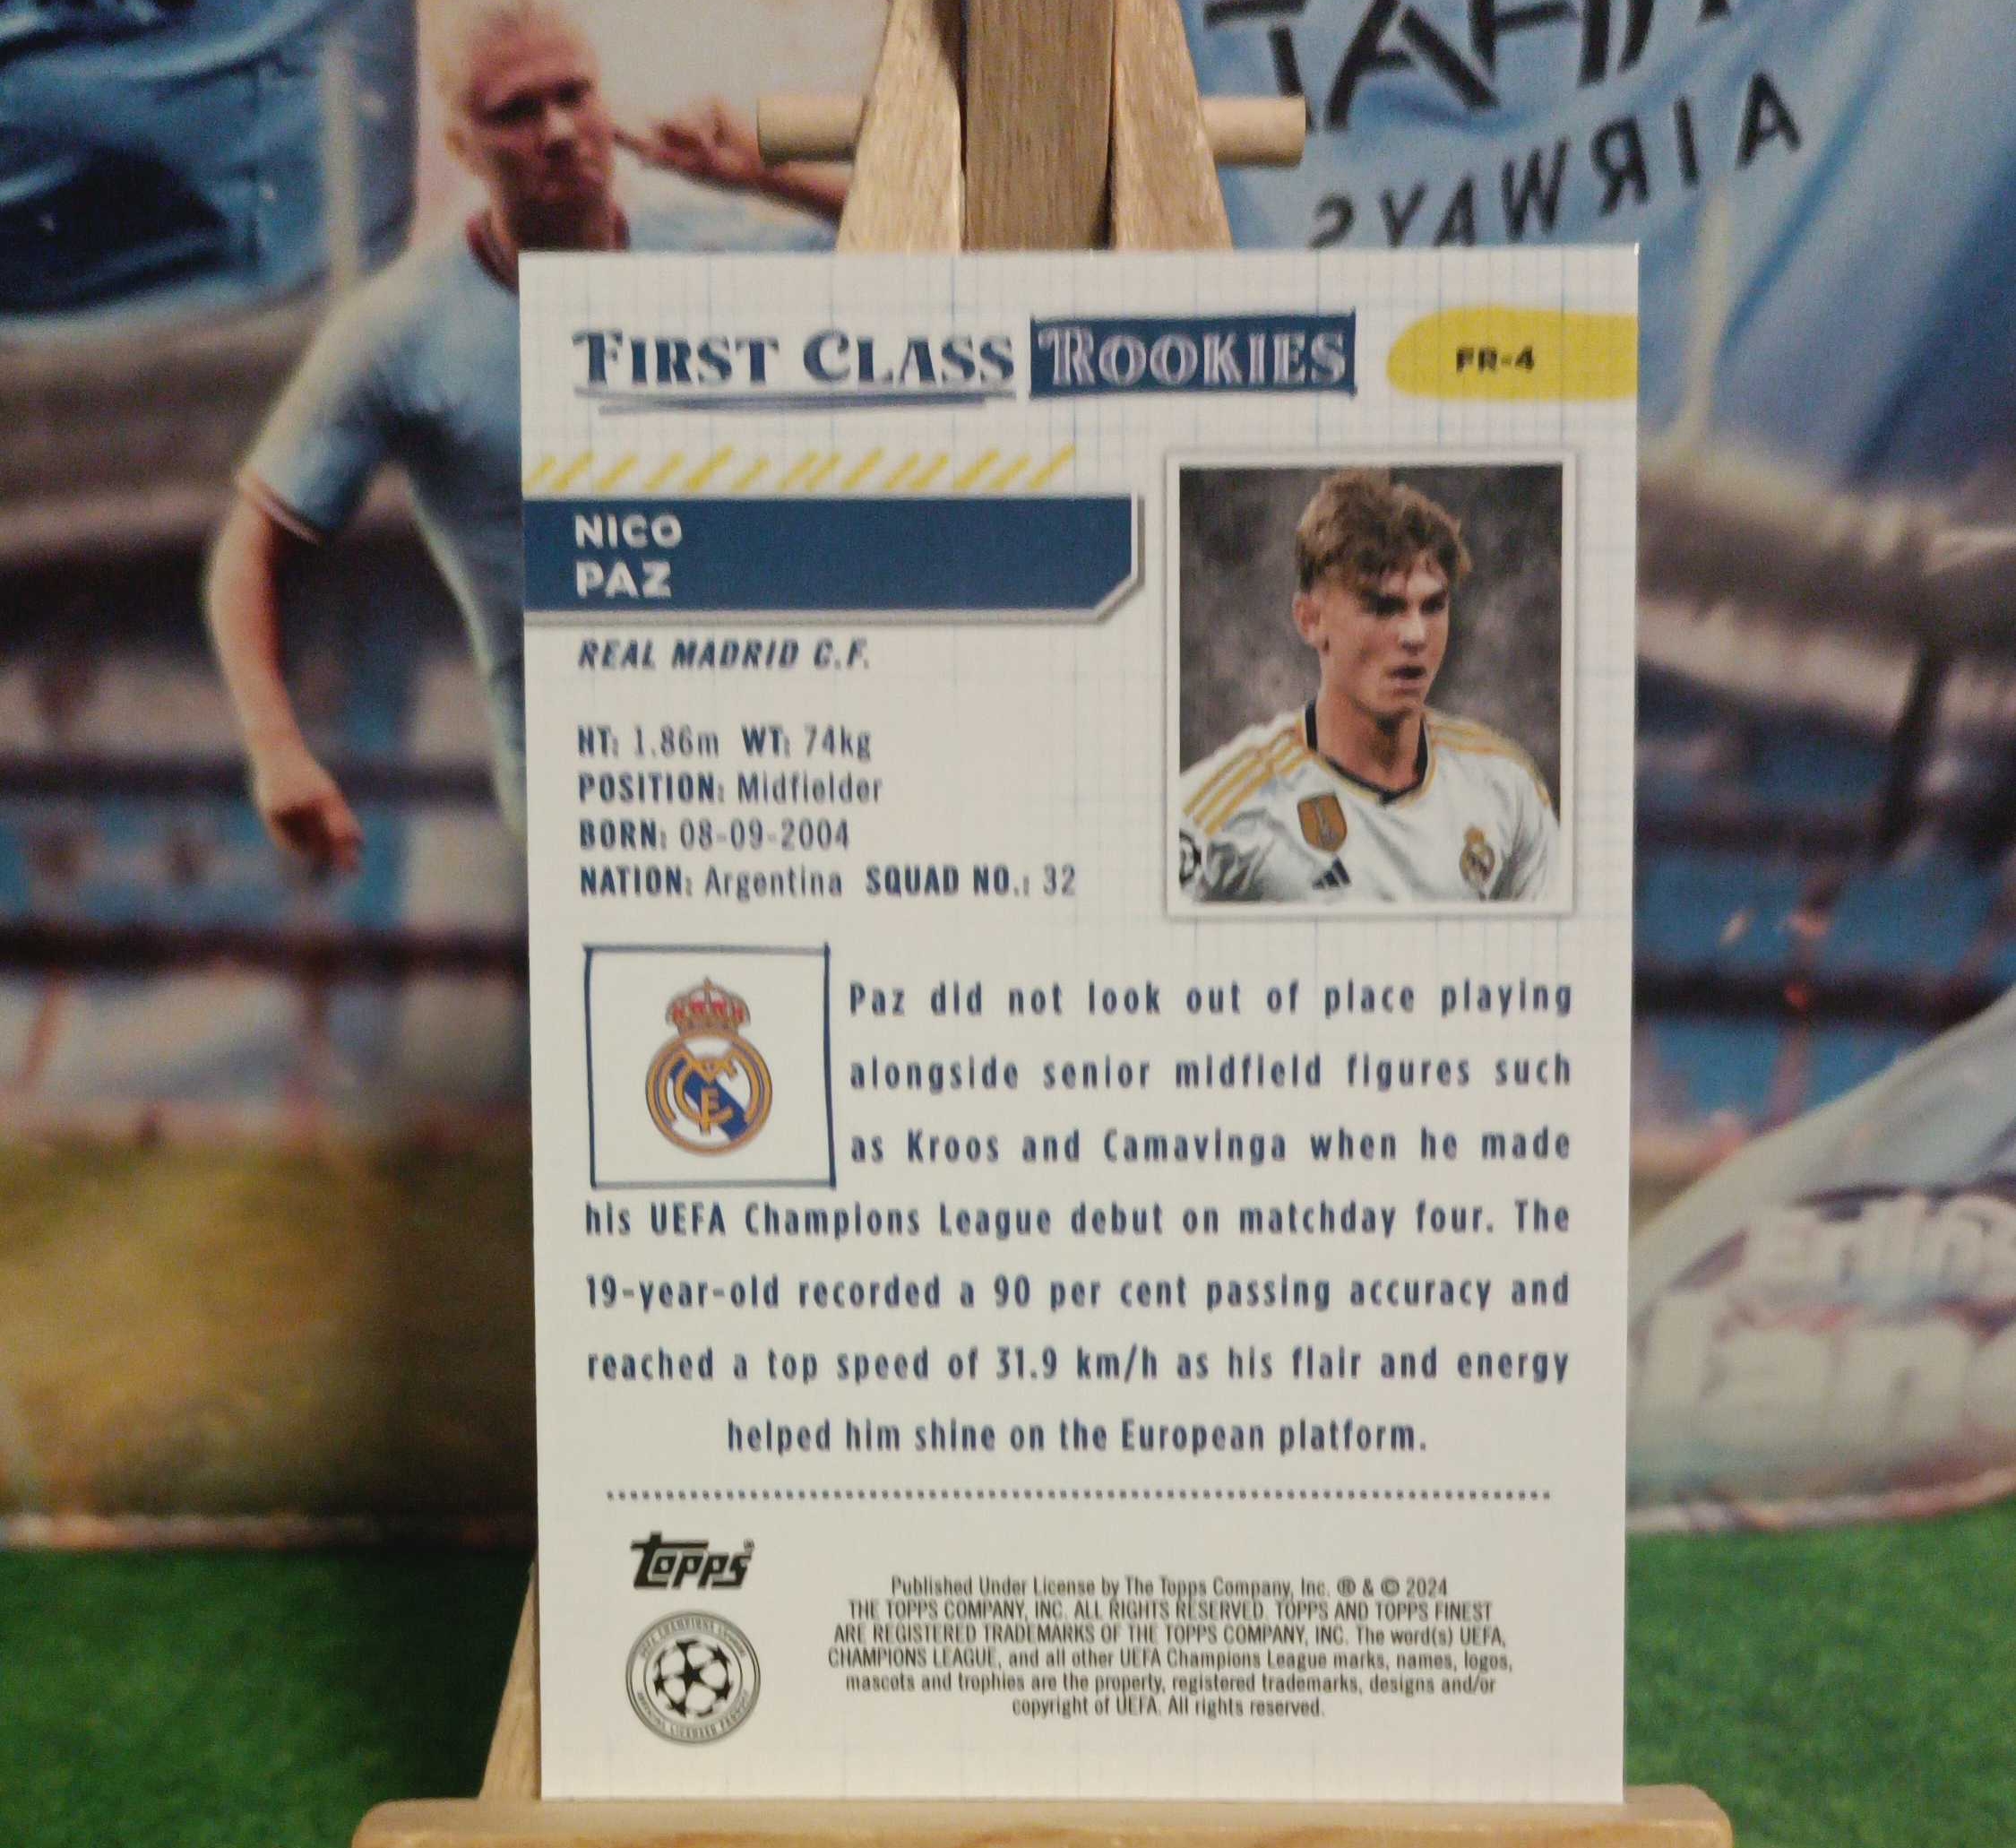 AIRWAYS
FIRST CLASS ROOKIES
FR-4
NICO
PAZ
REAL MADRID C.F.
HT: 1.86m WT: 74kg
POSITION: Midfielder
BORN: 08-09-2004
NATION: Argentina SQUAD NO.: 32
Paz did not look out of place playing
alongside senior midfield figures such
as Kroos and Camavinga when he made
his UEFA Champions League debut on matchday four. The
19-year-old recorded a 90 per cent passing accuracy and
reached a top speed of 31.9 km/h as his flair and energy
helped him shine on the European platform.
Topps®
Published Under License by The Topps Company, Inc. ® & © 2024
THE TOPPS COMPANY, INC. ALL RIGHTS RESERVED. TOPPS AND TOPPS FINEST
ARE REGISTERED TRADEMARKS OF THE TOPPS COMPANY, INC. The word(s) UEFA,
CHAMPIONS LEAGUE, and all other UEFA Champions League marks, names, logos,
mascots and trophies are the property, registered trademarks, designs and/or
copyright of UEFA. All rights reserved.
UEFA CHAMPIONS LEAGUE
OFFICIAL LICENSED PRODUCT